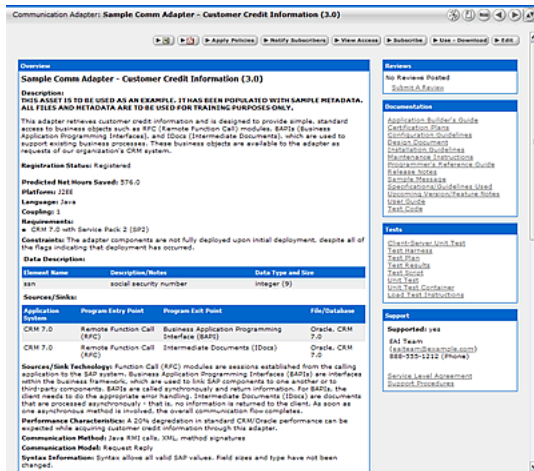 Communication Adapter: Sample Comm Adapter - Customer Credit Information (3.0)
Apply Policies Notify Subscribers View Access Subscribe Use - Download Edit
Overview
Sample Comm Adapter - Customer Credit Information (3.0)
Description:
THIS ASSET IS TO BE USED AS AN EXAMPLE. IT HAS BEEN POPULATED WITH SAMPLE METADATA.
ALL FILES AND METADATA ARE TO BE USED FOR TRAINING PURPOSES ONLY.
This adapter retrieves customer credit information and is designed to provide simple, standard
access to business objects such as RFC (Remote Function Call) modules, BAPIs (Business
Application Programming Interfaces), and IDocs (Intermediate Documents), which are used to
support existing business processes. These business objects are available to the adapter as
requests of our organization's CRM system.
Registration Status: Registered
Predicted Net Hours Saved: 576.0
Platform: J2EE
Language: Java
Coupling: 1
Requirements:
CRM 7.0 with Service Pack 2 (SP2)
Constraints: The adapter components are not fully deployed upon initial deployment, despite all of
the flags indicating that deployment has occurred.
Data Description:
Element Name Description/Notes Data Type and Size
ssn social security number integer (9)
Sources/Sinks:
Application System Program Entry Point Program Exit Point File/Database
CRM 7.0 Remote Function Call (RFC) Business Application Programming Interface (BAPI) Oracle, CRM 7.0
CRM 7.0 Remote Function Call (RFC) Intermediate Documents (IDocs) Oracle, CRM 7.0
Sources/Sink Technology: Function Call (RFC) modules are sessions established from the calling
application to the SAP system. Business Application Programming Interfaces (BAPIs) are interfaces
within the business framework, which are used to link SAP components to one another or to
third-party components. BAPIs are called synchronously and return information. For BAPIs, the
client needs to do the appropriate error handling. Intermediate Documents (IDocs) are documents
that are processed asynchronously - that is, no information is returned to the client. As soon as
one asynchronous method is involved, the overall communication flow completes.
Performance Characteristics: A 20% degredation in standard CRM/Oracle performance can be
expected while acquiring customer credit information through this adapter.
Communication Method: Java RMI calls, XML, method signatures
Communication Model: Request Reply
Syntax Information: Syntax allows all valid SAP values. Field sizes and type have not been
changed.
Reviews
No Reviews Posted
Submit A Review
Documentation
Application Builder's Guide
Certification Plans
Configuration Guidelines
Design Document
Installation Guidelines
Maintenance Instructions
Programmer's Reference Guide
Release Notes
Sample Message
Specifications/Guidelines Used
Upcoming Version/Feature Notes
User Guide
Test Code
Tests
Client-Server Unit Test
Test Harness
Test Plan
Test Results
Test Script
Unit Test
Unit Test Container
Load Test Instructions
Support
Supported: yes
EAI Team
(eaiteam@example.com)
888-555-1212 (Phone)
Service Level Agreement
Support Procedures